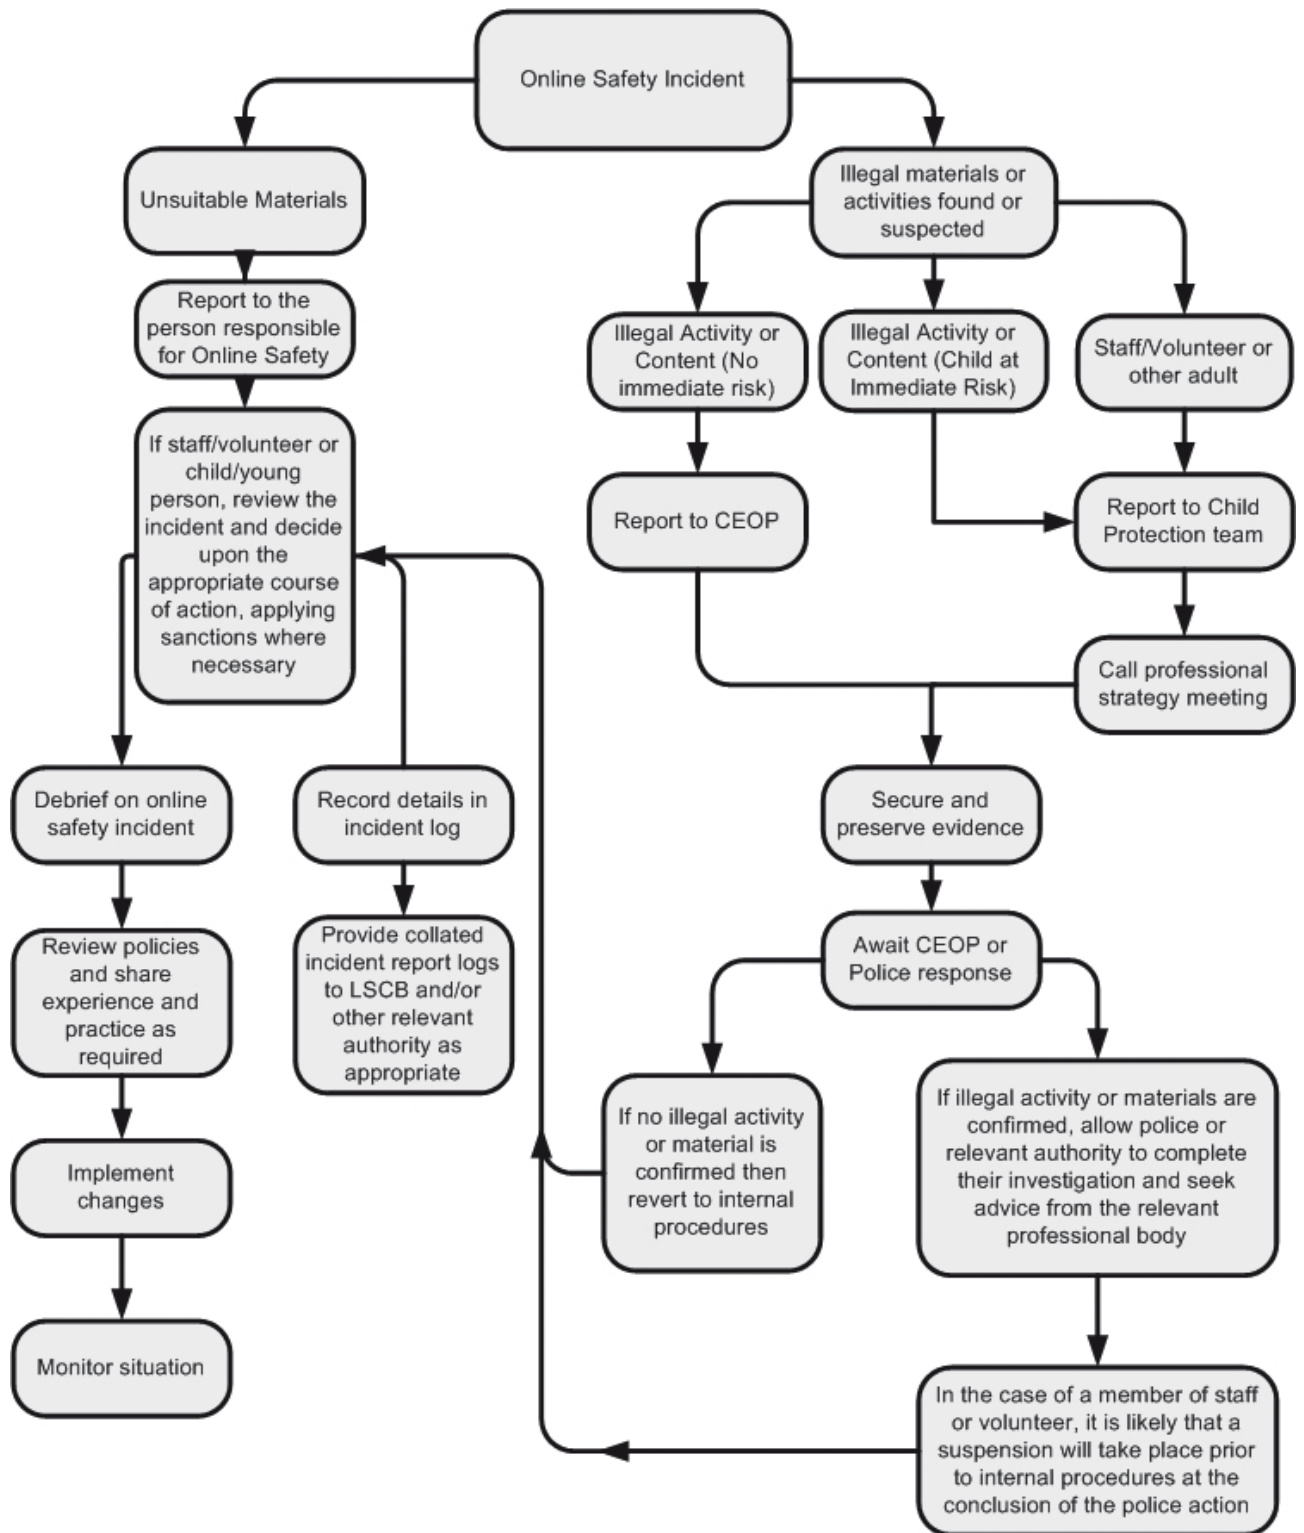 Online Safety Incident
Unsuitable Materials
Illegal materials or
activities found or
suspected
Report to the
person responsible
for Online Safety
Illegal Activity or
Content (No
immediate risk)
Illegal Activity or
Content (Child at
Immediate Risk)
Staff/Volunteer or
other adult
If staff/volunteer or
child/young
person, review the
incident and decide
upon the
appropriate course
of action, applying
sanctions where
necessary
Report to CEOP
Report to Child
Protection team
Call professional
strategy meeting
Debrief on online
safety incident
Record details in
incident log
Secure and
preserve evidence
Review policies
and share
experience and
practice as
required
Provide collated
incident report logs
to LSCB and/or
other relevant
authority as
appropriate
Await CEOP or
Police response
If no illegal activity
or material is
confirmed then
revert to internal
procedures
If illegal activity or materials are
confirmed, allow police or
relevant authority to complete
their investigation and seek
advice from the relevant
professional body
Implement
changes
Monitor situation
In the case of a member of staff
or volunteer, it is likely that a
suspension will take place prior
to internal procedures at the
conclusion of the police action